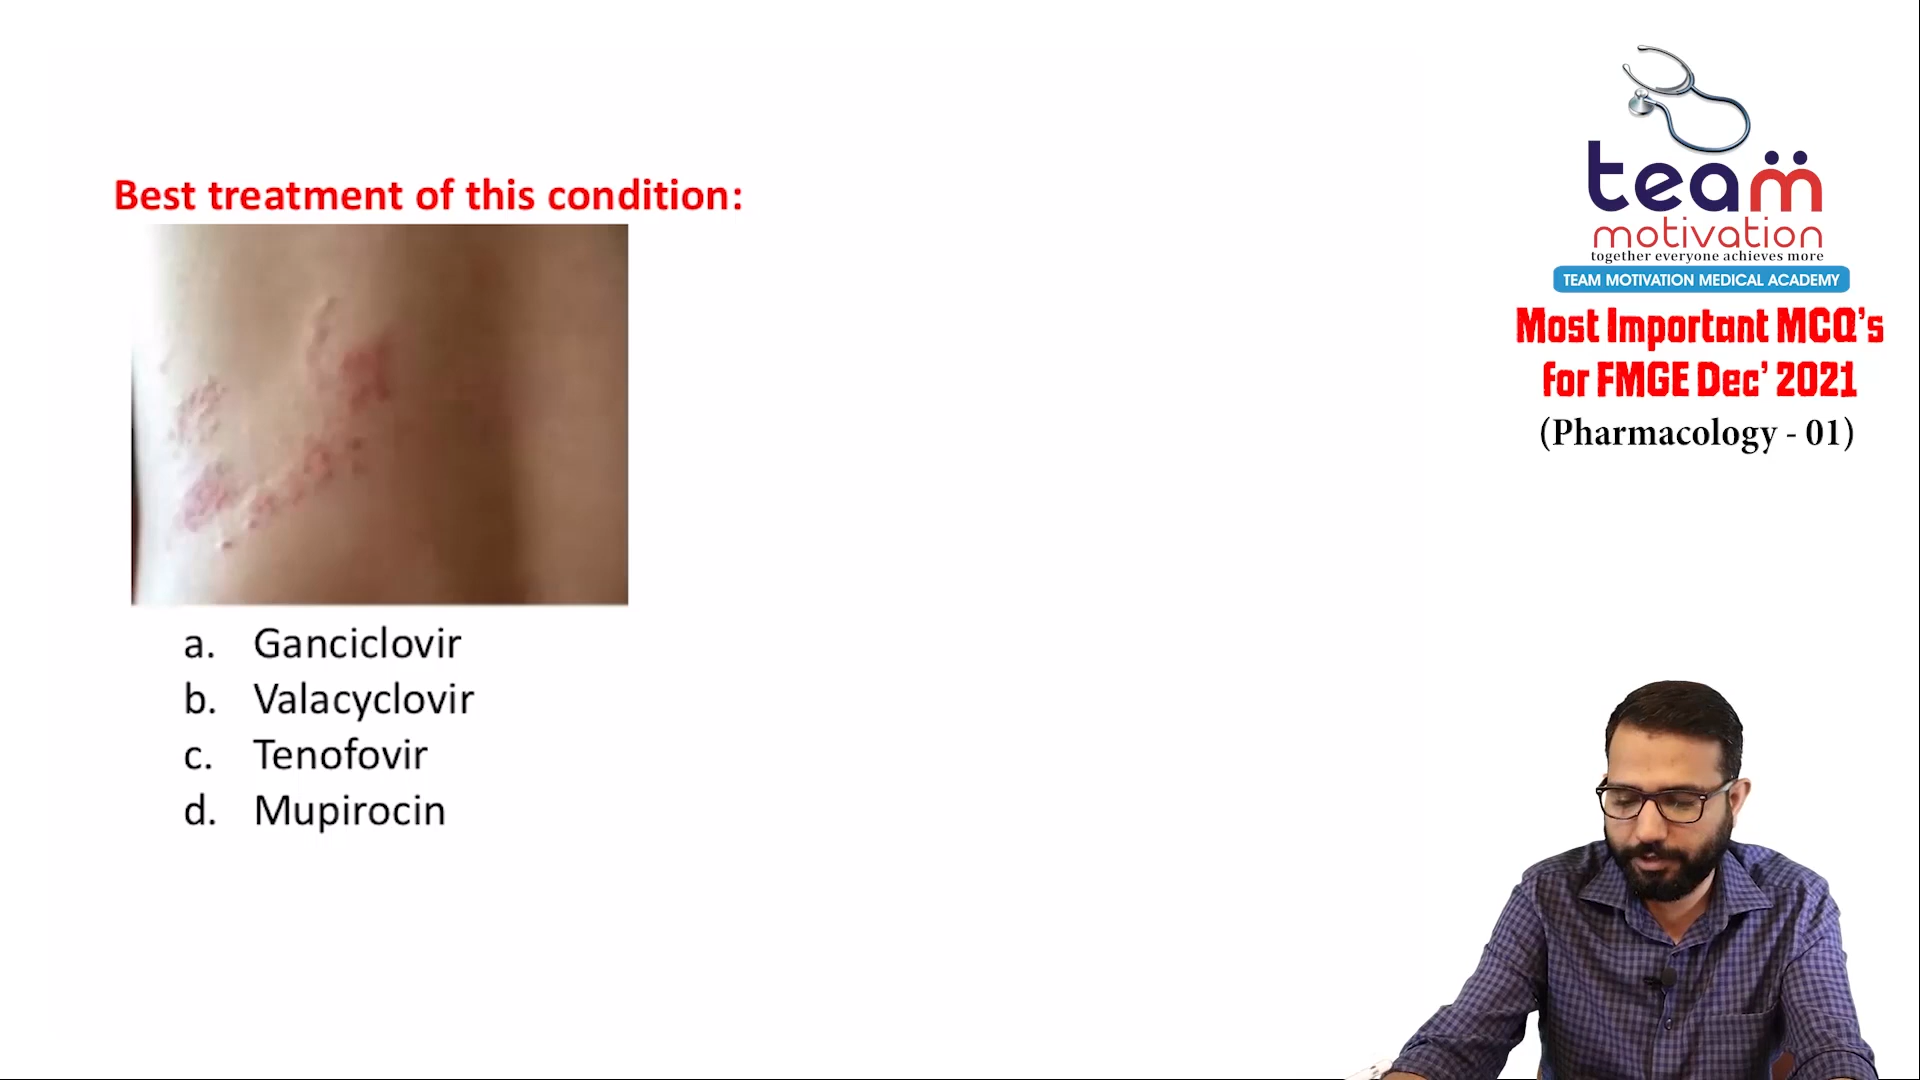 Best treatment of this condition:
a. Ganciclovir
b. Valacyclovir
c. Tenofovir
d. Mupirocin
team
motivation
together everyone achieves more
TEAM MOTIVATION MEDICAL ACADEMY
Most Important MCQ's
for FMGE Dec' 2021
(Pharmacology - 01)